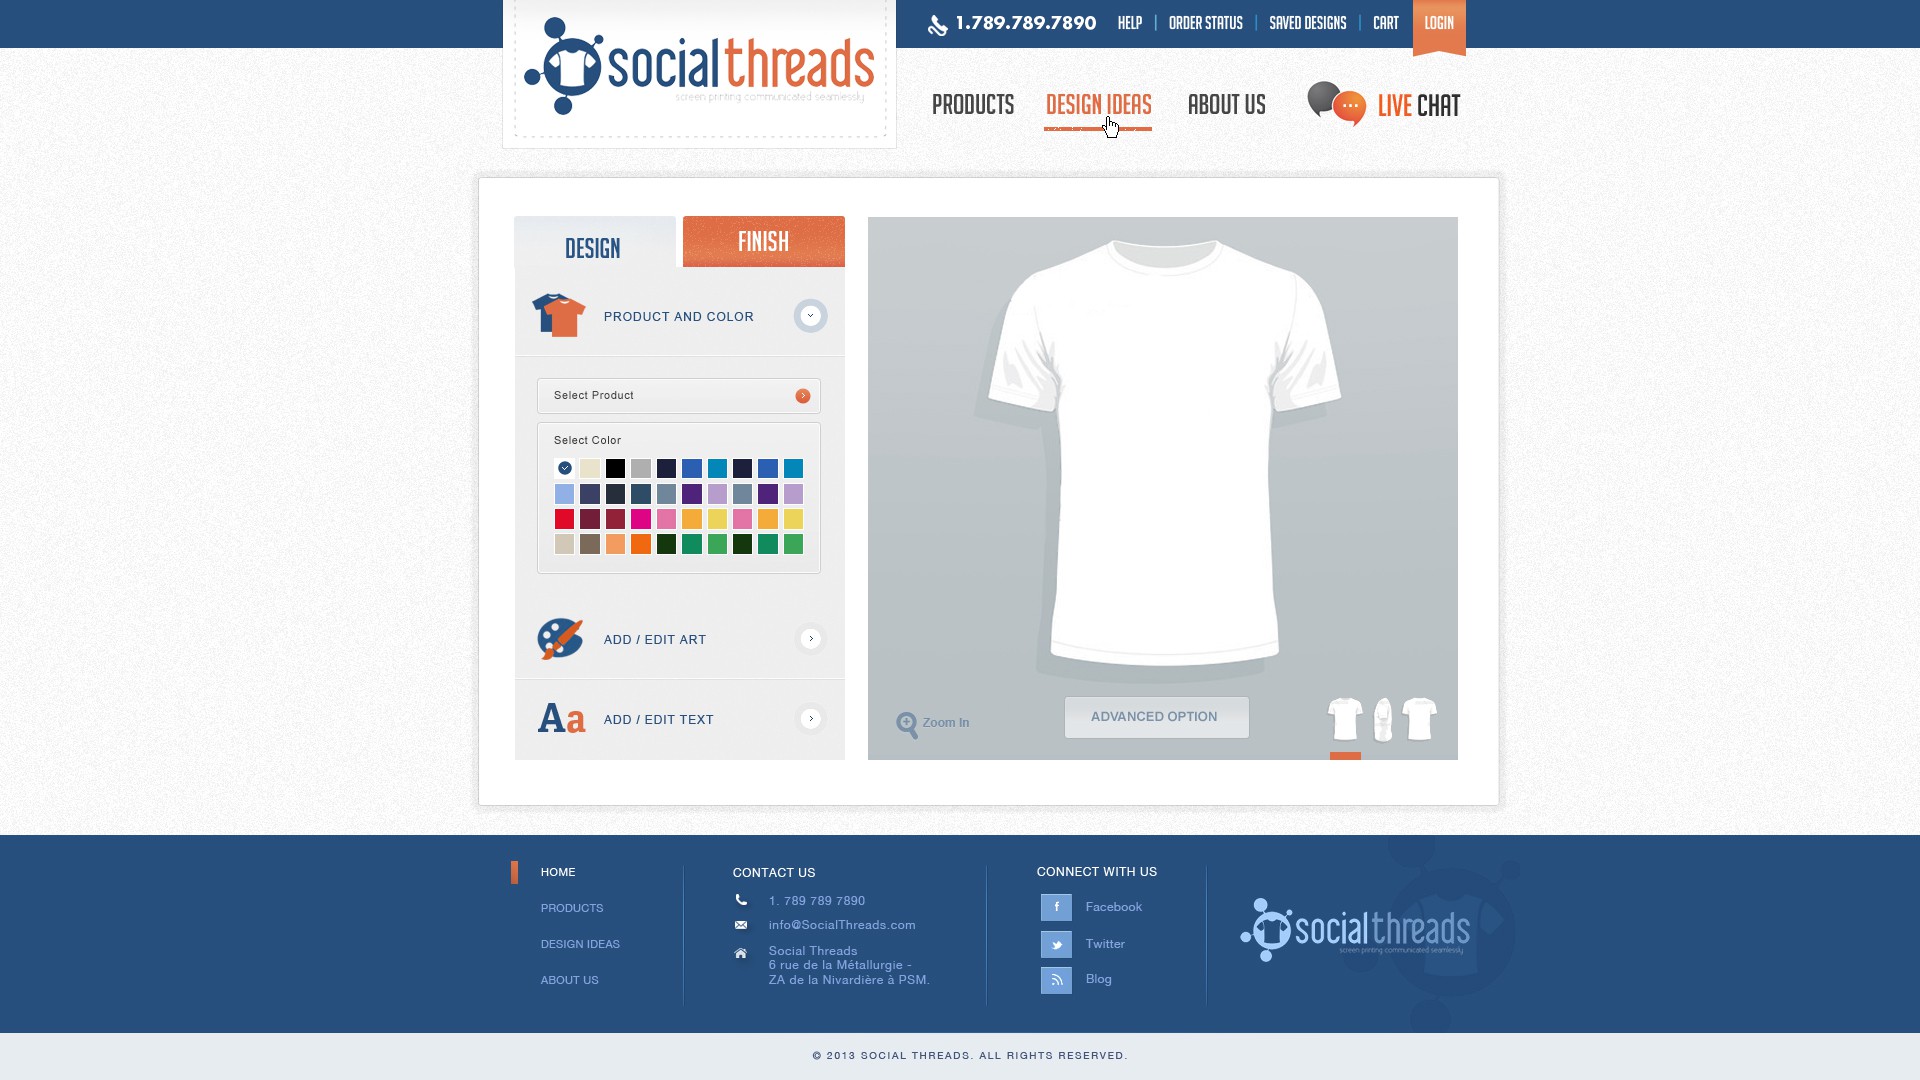 socialthreads
screen printing communicated seamlessly
1.789.789.7890
HELP
ORDER STATUS
SAVED DESIGNS
CART
LOGIN
PRODUCTS
DESIGN IDEAS
ABOUT US
LIVE CHAT
DESIGN
FINISH
PRODUCT AND COLOR
Select Product
Select Color
ADD / EDIT ART
Aa
ADD / EDIT TEXT
Zoom In
ADVANCED OPTION
HOME
PRODUCTS
DESIGN IDEAS
ABOUT US
CONTACT US
1. 789 789 7890
info@SocialThreads.com
Social Threads
6 rue de la Métallurgie -
ZA de la Nivardière à PSM.
CONNECT WITH US
f
Facebook
Twitter
Blog
socialthreads
screen printing communicated seamlessly
© 2013 SOCIAL THREADS. ALL RIGHTS RESERVED.